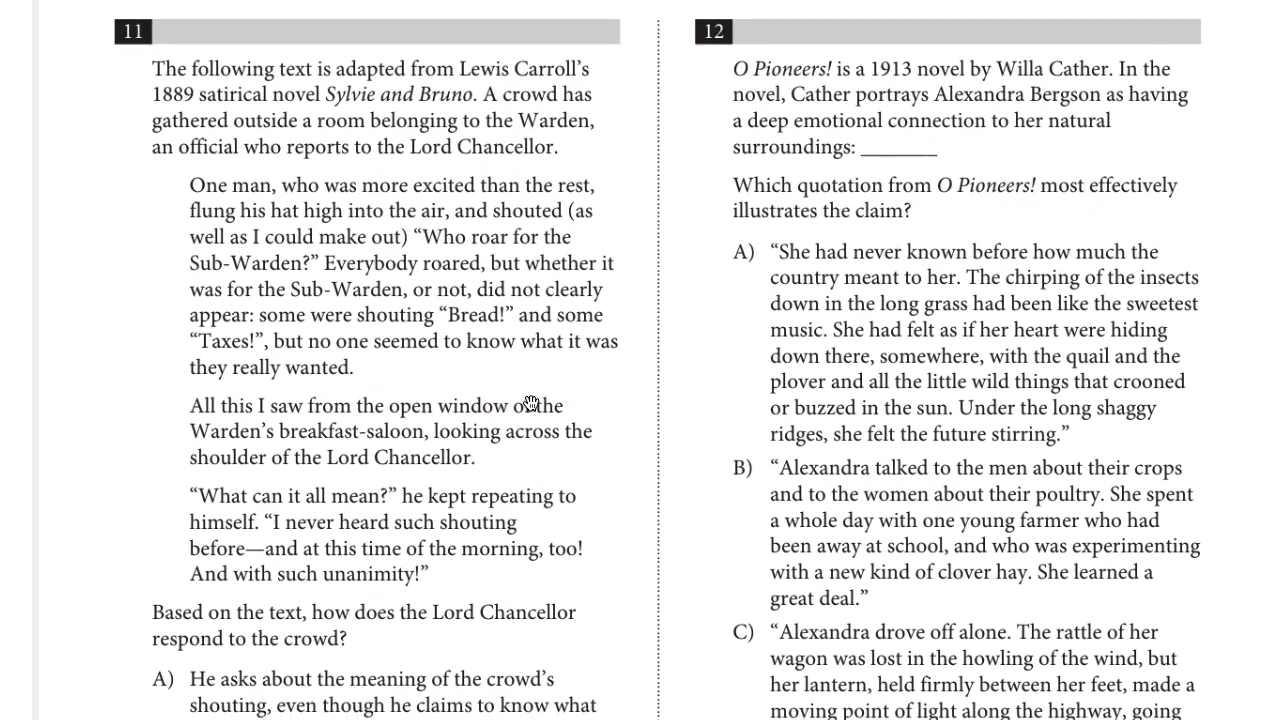 11
The following text is adapted from Lewis Carroll’s
1889 satirical novel Sylvie and Bruno. A crowd has
gathered outside a room belonging to the Warden,
an official who reports to the Lord Chancellor.
One man, who was more excited than the rest,
flung his hat high into the air, and shouted (as
well as I could make out) “Who roar for the
Sub-Warden?” Everybody roared, but whether it
was for the Sub-Warden, or not, did not clearly
appear: some were shouting “Bread!” and some
“Taxes!”, but no one seemed to know what it was
they really wanted.
All this I saw from the open window of the
Warden’s breakfast-saloon, looking across the
shoulder of the Lord Chancellor.
“What can it all mean?” he kept repeating to
himself. “I never heard such shouting
before—and at this time of the morning, too!
And with such unanimity!”
Based on the text, how does the Lord Chancellor
respond to the crowd?
A) He asks about the meaning of the crowd’s
shouting, even though he claims to know what
12
O Pioneers! is a 1913 novel by Willa Cather. In the
novel, Cather portrays Alexandra Bergson as having
a deep emotional connection to her natural
surroundings: _______
Which quotation from O Pioneers! most effectively
illustrates the claim?
A) “She had never known before how much the
country meant to her. The chirping of the insects
down in the long grass had been like the sweetest
music. She had felt as if her heart were hiding
down there, somewhere, with the quail and the
plover and all the little wild things that crooned
or buzzed in the sun. Under the long shaggy
ridges, she felt the future stirring.”
B) “Alexandra talked to the men about their crops
and to the women about their poultry. She spent
a whole day with one young farmer who had
been away at school, and who was experimenting
with a new kind of clover hay. She learned a
great deal.”
C) “Alexandra drove off alone. The rattle of her
wagon was lost in the howling of the wind, but
her lantern, held firmly between her feet, made a
moving point of light along the highway, going